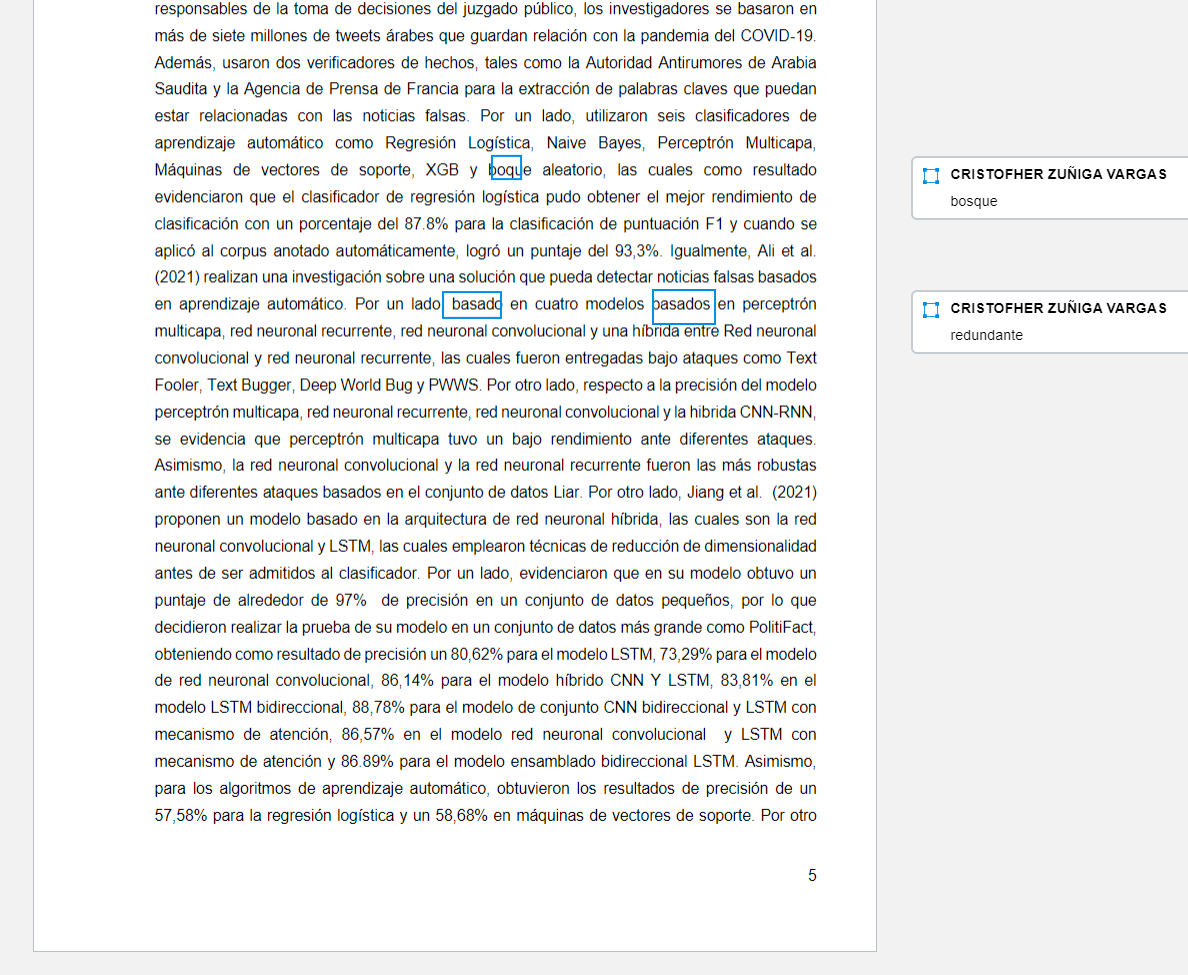 responsables de la toma de decisiones del juzgado público, los investigadores se basaron en
más de siete millones de tweets árabes que guardan relación con la pandemia del COVID-19.
Además, usaron dos verificadores de hechos, tales como la Autoridad Antirumores de Arabia
Saudita y la Agencia de Prensa de Francia para la extracción de palabras claves que puedan
estar relacionadas con las noticias falsas. Por un lado, utilizaron seis clasificadores de
aprendizaje automático como Regresión Logística, Naive Bayes, Perceptrón Multicapa,
Máquinas de vectores de soporte, XGB y boque aleatorio, las cuales como resultado
evidenciaron que el clasificador de regresión logística pudo obtener el mejor rendimiento de
clasificación con un porcentaje del 87.8% para la clasificación de puntuación F1 y cuando se
aplicó al corpus anotado automáticamente, logró un puntaje del 93,3%. Igualmente, Ali et al.
(2021) realizan una investigación sobre una solución que pueda detectar noticias falsas basados
en aprendizaje automático. Por un lado basado en cuatro modelos basados en perceptrón
multicapa, red neuronal recurrente, red neuronal convolucional y una híbrida entre Red neuronal
convolucional y red neuronal recurrente, las cuales fueron entregadas bajo ataques como Text
Fooler, Text Bugger, Deep World Bug y PWWS. Por otro lado, respecto a la precisión del modelo
perceptrón multicapa, red neuronal recurrente, red neuronal convolucional y la hibrida CNN-RNN,
se evidencia que perceptrón multicapa tuvo un bajo rendimiento ante diferentes ataques.
Asimismo, la red neuronal convolucional y la red neuronal recurrente fueron las más robustas
ante diferentes ataques basados en el conjunto de datos Liar. Por otro lado, Jiang et al. (2021)
proponen un modelo basado en la arquitectura de red neuronal híbrida, las cuales son la red
neuronal convolucional y LSTM, las cuales emplearon técnicas de reducción de dimensionalidad
antes de ser admitidos al clasificador. Por un lado, evidenciaron que en su modelo obtuvo un
puntaje de alrededor de 97% de precisión en un conjunto de datos pequeños, por lo que
decidieron realizar la prueba de su modelo en un conjunto de datos más grande como PolitiFact,
obteniendo como resultado de precisión un 80,62% para el modelo LSTM, 73,29% para el modelo
de red neuronal convolucional, 86,14% para el modelo híbrido CNN Y LSTM, 83,81% en el
modelo LSTM bidireccional, 88,78% para el modelo de conjunto CNN bidireccional y LSTM con
mecanismo de atención, 86,57% en el modelo red neuronal convolucional y LSTM con
mecanismo de atención y 86.89% para el modelo ensamblado bidireccional LSTM. Asimismo,
para los algoritmos de aprendizaje automático, obtuvieron los resultados de precisión de un
57,58% para la regresión logística y un 58,68% en máquinas de vectores de soporte. Por otro
5
CRISTOFHER ZUÑIGA VARGAS
bosque
CRISTOFHER ZUÑIGA VARGAS
redundante